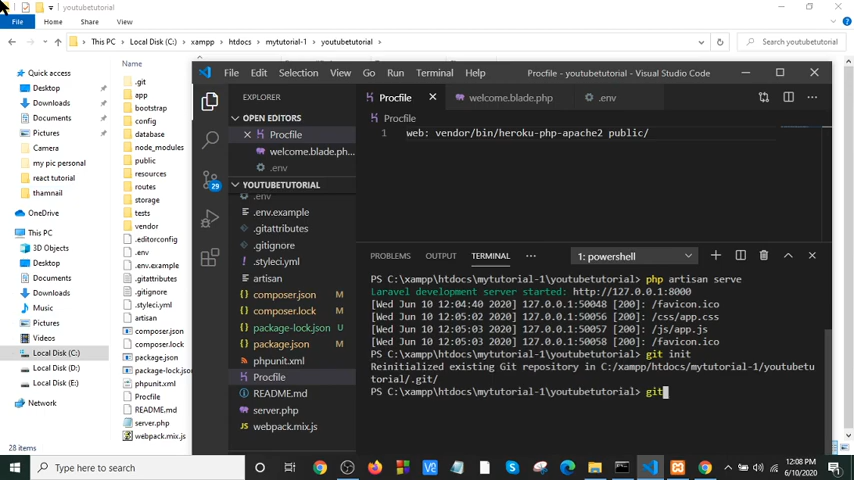 youtubetutorial
File
Home
Share
View
This PC
Local Disk (C:)
xampp
htdocs
mytutorial-1
youtubetutorial
Search youtubetutorial
Quick access
Desktop
Downloads
Documents
Pictures
Camera
my pic personal
react tutorial
thamnail
OneDrive
This PC
3D Objects
Desktop
Documents
Downloads
Music
Pictures
Videos
Local Disk (C:)
Local Disk (D:)
Local Disk (E:)
Network
28 items
Name
.git
app
bootstrap
config
database
node_modules
public
resources
routes
storage
tests
vendor
.editorconfig
.env
.env.example
.gitattributes
.gitignore
.styleci.yml
artisan
composer.json
composer.lock
package.json
package-lock.json
phpunit.xml
Procfile
README.md
server.php
webpack.mix.js
File Edit Selection View Go Run Terminal Help
Procfile - youtubetutorial - Visual Studio Code
EXPLORER
OPEN EDITORS
Procfile
welcome.blade.ph...
.env
YOUTUBETUTORIAL
.env
.env.example
.gitattributes
.gitignore
.styleci.yml
artisan
composer.json M
composer.lock M
package-lock.json U
package.json M
phpunit.xml
Procfile
README.md
server.php
webpack.mix.js
29
Procfile
welcome.blade.php
.env
Procfile
1 web: vendor/bin/heroku-php-apache2 public/
PROBLEMS
OUTPUT
TERMINAL
1: powershell
PS C:\xampp\htdocs\mytutorial-1\youtubetutorial> php artisan serve
Laravel development server started: http://127.0.0.1:8000
[Wed Jun 10 12:04:40 2020] 127.0.0.1:50048 [200]: /favicon.ico
[Wed Jun 10 12:05:02 2020] 127.0.0.1:50056 [200]: /css/app.css
[Wed Jun 10 12:05:03 2020] 127.0.0.1:50057 [200]: /js/app.js
[Wed Jun 10 12:05:03 2020] 127.0.0.1:50058 [200]: /favicon.ico
PS C:\xampp\htdocs\mytutorial-1\youtubetutorial> git init
Reinitialized existing Git repository in C:/xampp/htdocs/mytutorial-1/youtubetu
torial/.git/
PS C:\xampp\htdocs\mytutorial-1\youtubetutorial> git
Type here to search
12:08 PM
6/10/2020